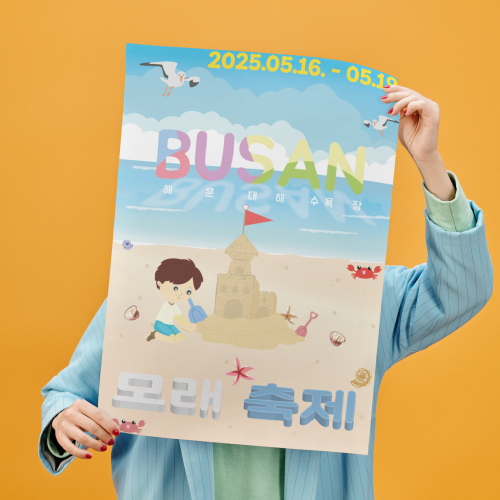 2025.05.16. - 05.19
BUSAN
해 운 대 해 수 욕 장
모래 축제